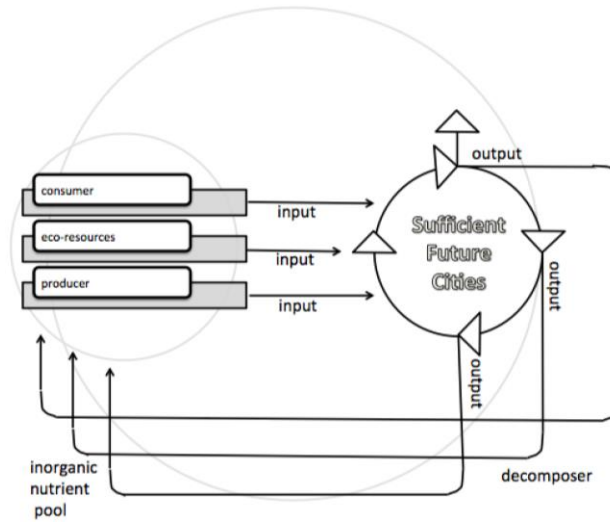 consumer
eco-resources
producer
input
input
input
output
Sufficient
Future
Cities
output
output
inorganic
nutrient
pool
decomposer